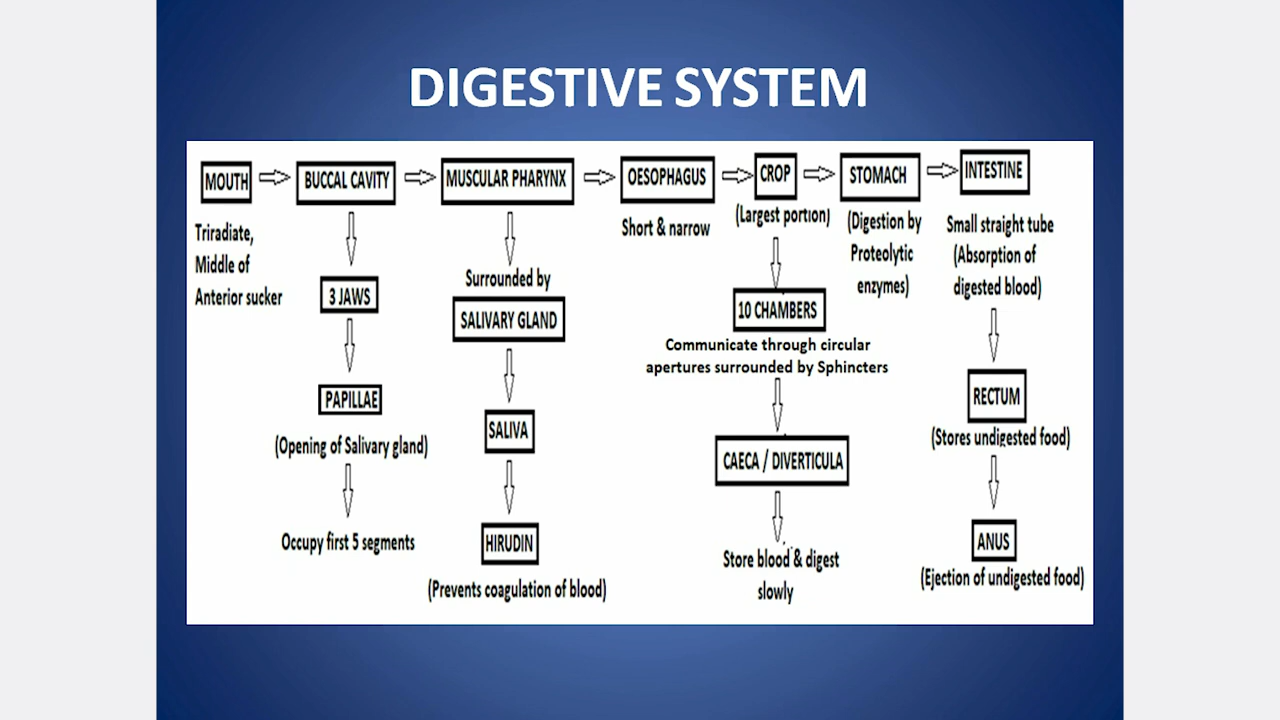 DIGESTIVE SYSTEM
MOUTH
BUCCAL CAVITY
MUSCULAR PHARYNX
OESOPHAGUS
CROP
STOMACH
INTESTINE
Triradiate,
Middle of
Anterior sucker
3 JAWS
PAPILLAE
(Opening of Salivary gland)
Occupy first 5 segments
Surrounded by
SALIVARY GLAND
SALIVA
HIRUDIN
(Prevents coagulation of blood)
Short & narrow
(Largest portion)
10 CHAMBERS
Communicate through circular
apertures surrounded by Sphincters
CAECA / DIVERTICULA
Store blood & digest
slowly
(Digestion by
Proteolytic
enzymes)
Small straight tube
(Absorption of
digested blood)
RECTUM
(Stores undigested food)
ANUS
(Ejection of undigested food)